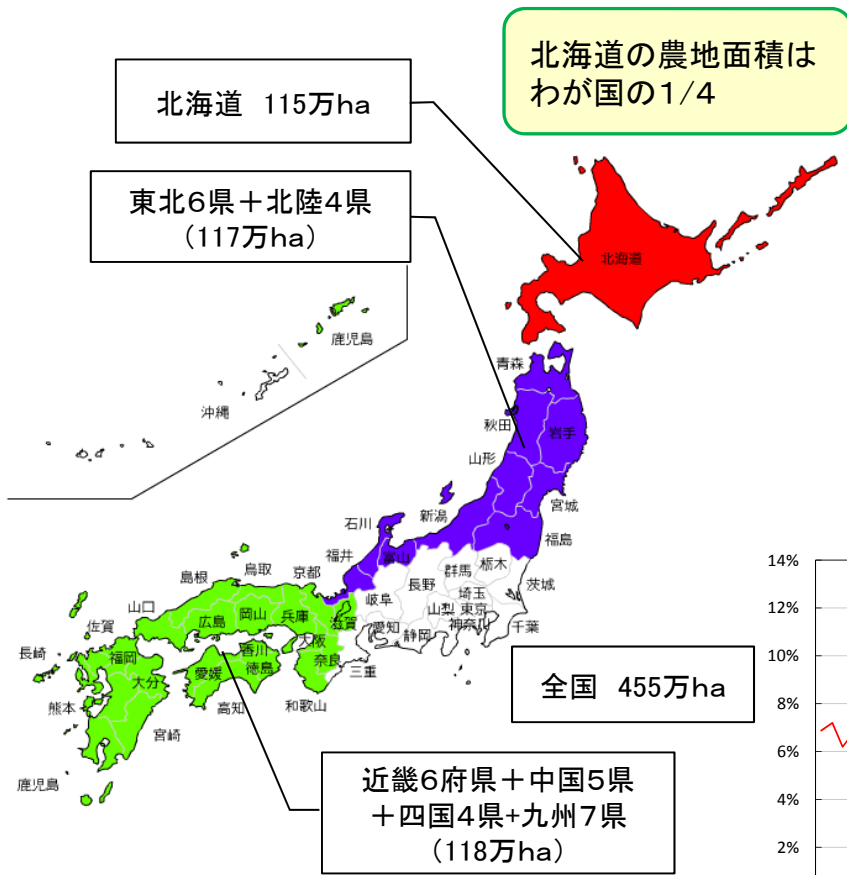 北海道の農地面積は
わが国の1/4
北海道 115万ha
東北6県＋北陸4県
（117万ha）
北海道
鹿児島
沖縄
青森
秋田
岩手
山形
宮城
新潟
石川
福島
福井
富山
栃木
群馬
茨城
長野
埼玉
岐阜
山梨
東京
神奈川
千葉
愛知
静岡
京都
鳥取
島根
山口
兵庫
滋賀
岡山
広島
佐賀
大阪
香川
長崎
福岡
奈良
徳島
愛媛
三重
大分
和歌山
高知
熊本
宮崎
鹿児島
全国 455万ha
近畿6府県＋中国5県
＋四国4県+九州7県
（118万ha）
14%
12%
10%
8%
6%
4%
2%